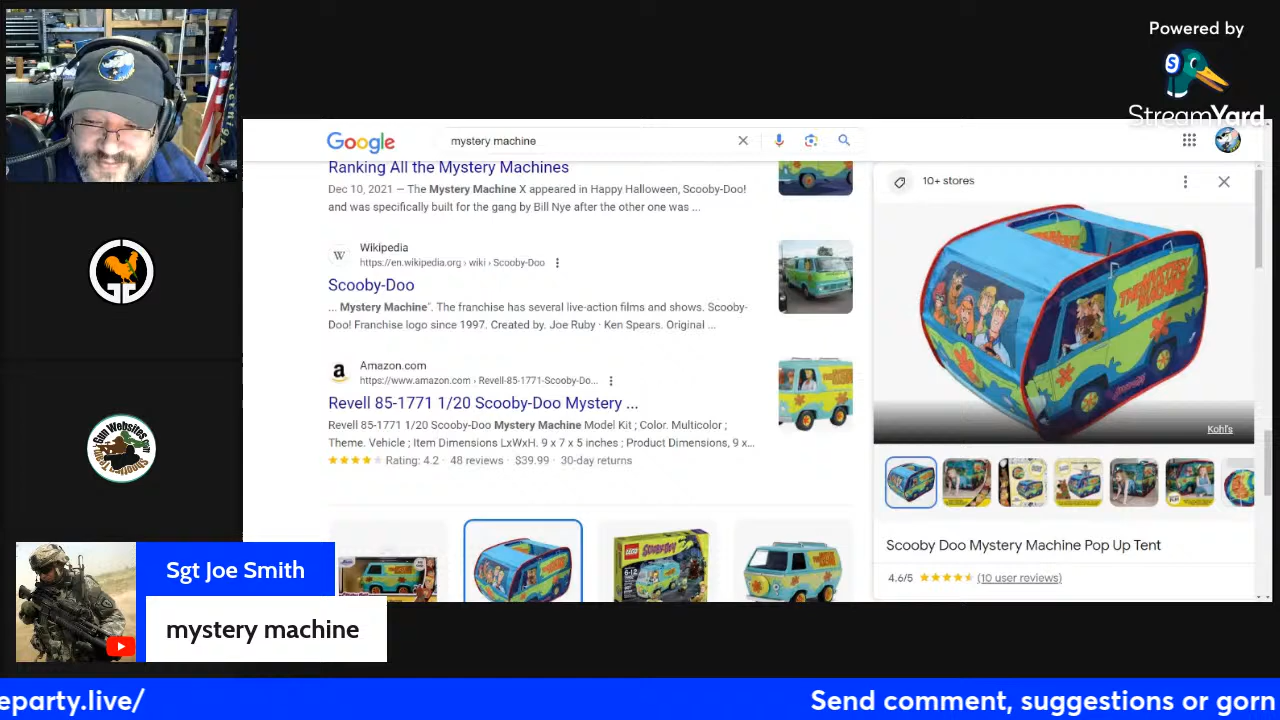 Powered by
StreamYard
Google
mystery machine
Ranking All the Mystery Machines
Dec 10, 2021 — The Mystery Machine X appeared in Happy Halloween, Scooby-Doo!
and was specifically built for the gang by Bill Nye after the other one was ...
W
Wikipedia
https://en.wikipedia.org › wiki › Scooby-Doo
Scooby-Doo
... Mystery Machine". The franchise has several live-action films and shows. Scooby-
Doo! Franchise logo since 1997. Created by. Joe Ruby · Ken Spears. Original ...
a
Amazon.com
https://www.amazon.com › Revell-85-1771-Scooby-Do...
Revell 85-1771 1/20 Scooby-Doo Mystery ...
Revell 85-1771 1/20 Scooby-Doo Mystery Machine Model Kit ; Color. Multicolor ;
Theme. Vehicle ; Item Dimensions LxWxH. 9 x 7 x 5 inches ; Product Dimensions, 9 x...
Rating: 4.2 · 48 reviews · $39.99 · 30-day returns
10+ stores
THE MYSTERY MACHINE
Kohl's
Scooby Doo Mystery Machine Pop Up Tent
4.6/5 (10 user reviews)
LEGO
Gun Websites
Sgt Joe Smith
mystery machine
eparty.live/
Send comment, suggestions or gorn